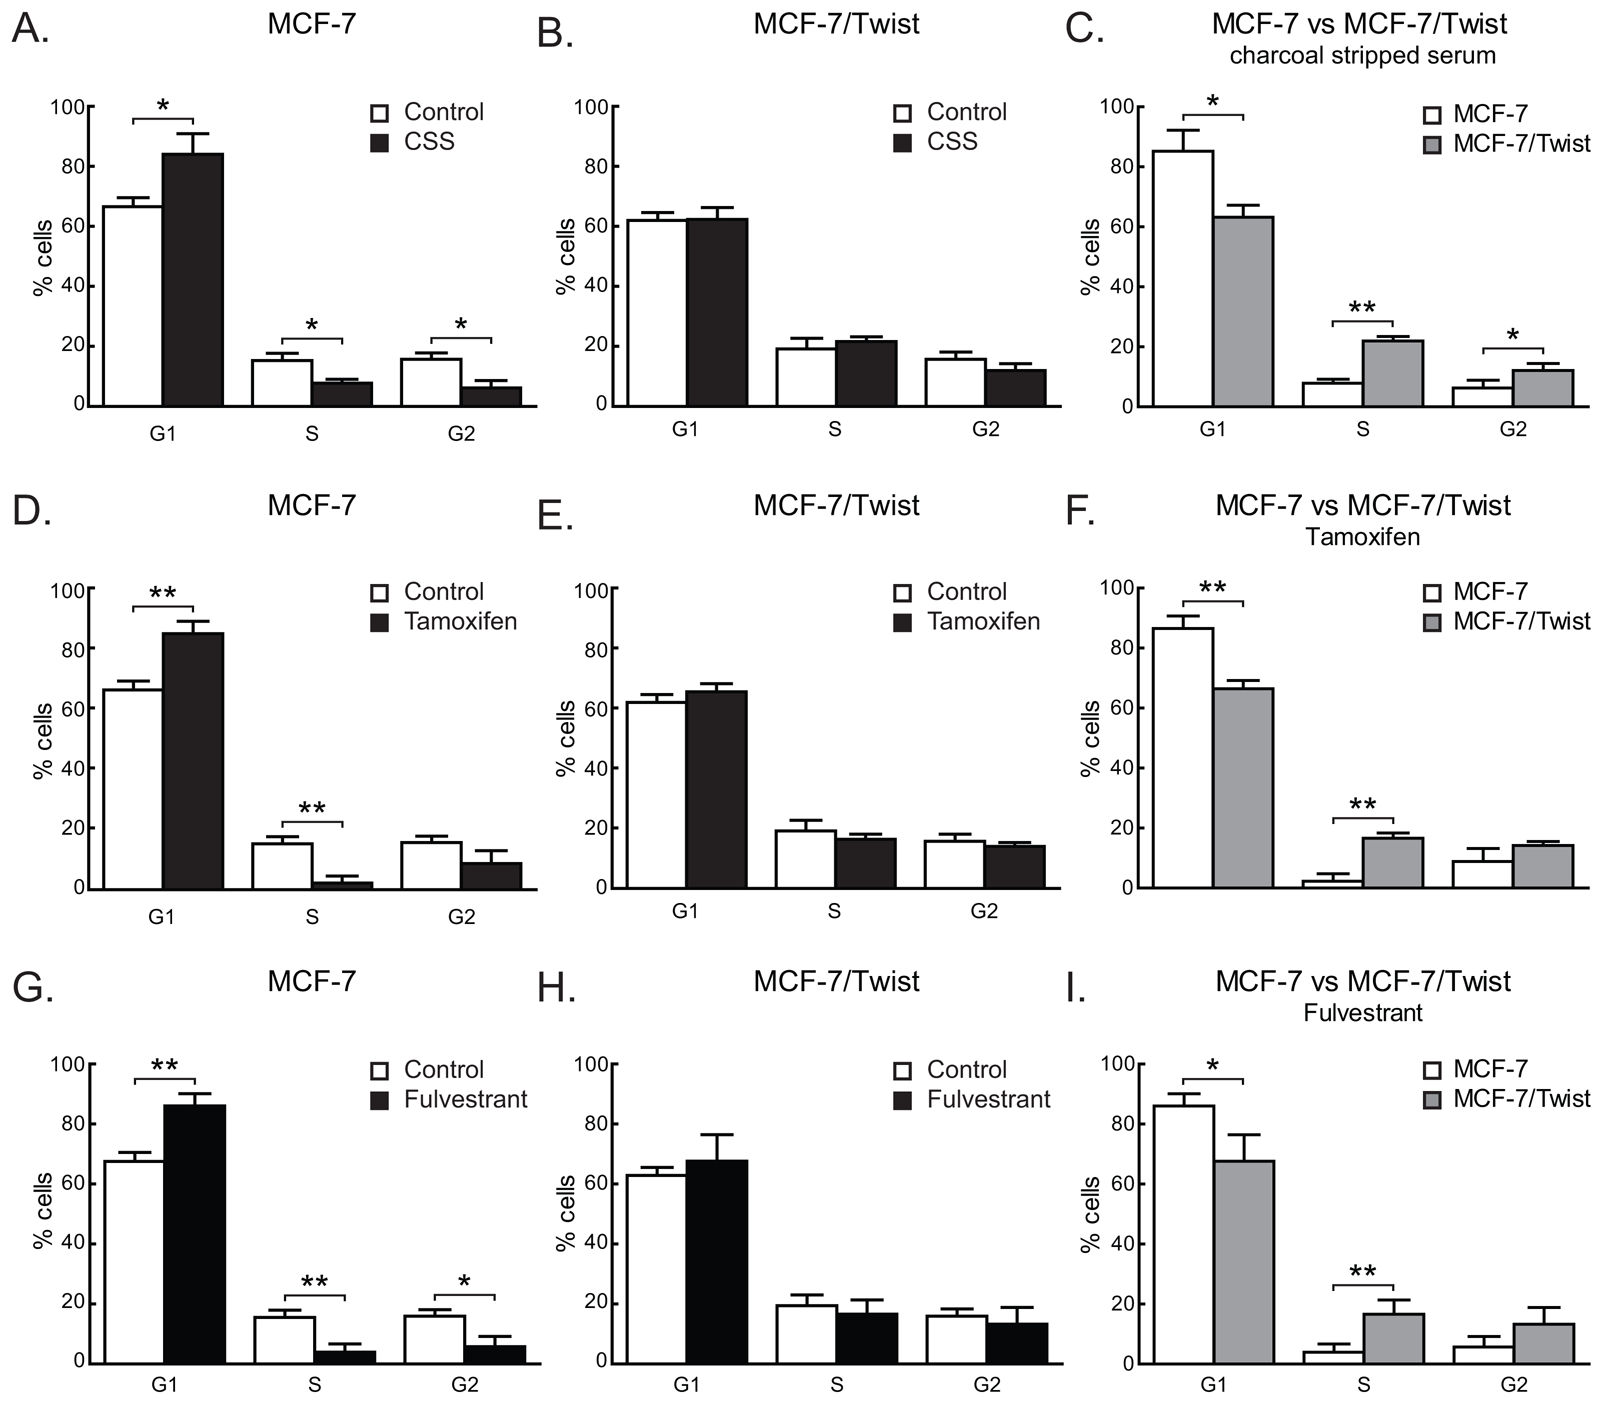 A.
MCF-7
* * *
Control
CSS
% cells
100
80
60
40
20
0
G1 S G2
B.
MCF-7/Twist
Control
CSS
% cells
100
80
60
40
20
0
G1 S G2
C.
MCF-7 vs MCF-7/Twist
charcoal stripped serum
* ** *
MCF-7
MCF-7/Twist
% cells
100
80
60
40
20
0
G1 S G2
D.
MCF-7
** **
Control
Tamoxifen
% cells
100
80
60
40
20
0
G1 S G2
E.
MCF-7/Twist
Control
Tamoxifen
% cells
100
80
60
40
20
0
G1 S G2
F.
MCF-7 vs MCF-7/Twist
Tamoxifen
** **
MCF-7
MCF-7/Twist
% cells
100
80
60
40
20
0
G1 S G2
G.
MCF-7
** ** *
Control
Fulvestrant
% cells
100
80
60
40
20
0
G1 S G2
H.
MCF-7/Twist
Control
Fulvestrant
% cells
100
80
60
40
20
0
G1 S G2
I.
MCF-7 vs MCF-7/Twist
Fulvestrant
* **
MCF-7
MCF-7/Twist
% cells
100
80
60
40
20
0
G1 S G2